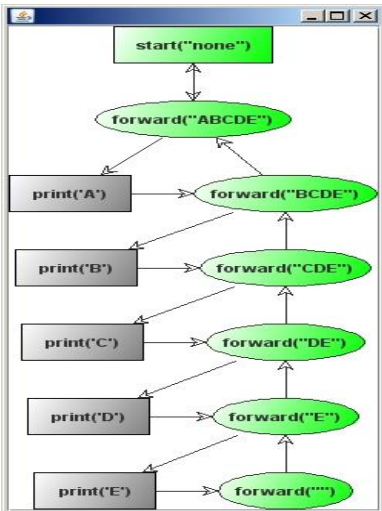 start("none")
forward("ABCDE")
print('A')
forward("BCDE")
print('B')
forward("CDE")
print('C')
forward("DE")
print('D')
forward("E")
print('E')
forward("")